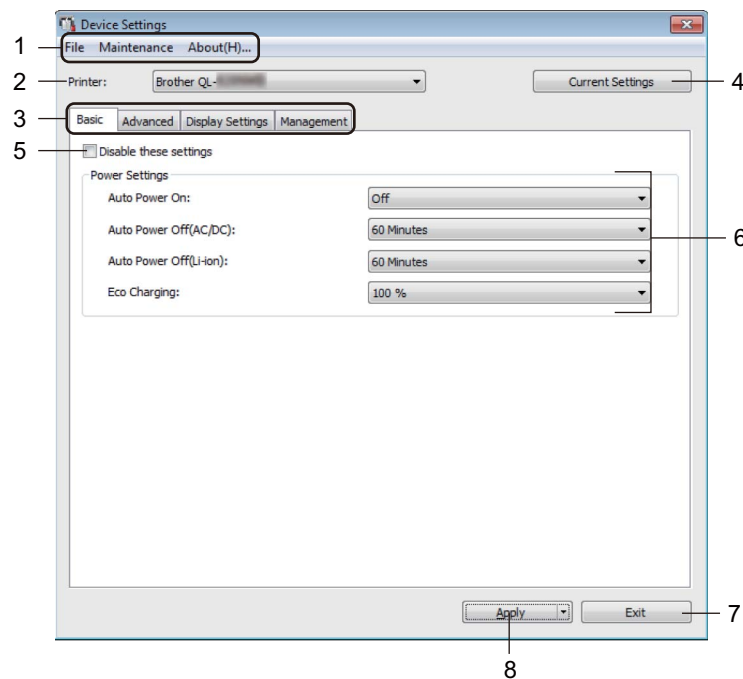 Device Settings
1 File Maintenance About(H)...
2 Printer: Brother QL- Current Settings 4
3 Basic Advanced Display Settings Management
5 Disable these settings
Power Settings
Auto Power On: Off
Auto Power Off(AC/DC): 60 Minutes
6
Auto Power Off(Li-ion): 60 Minutes
Eco Charging: 100 %
Apply Exit 7
8